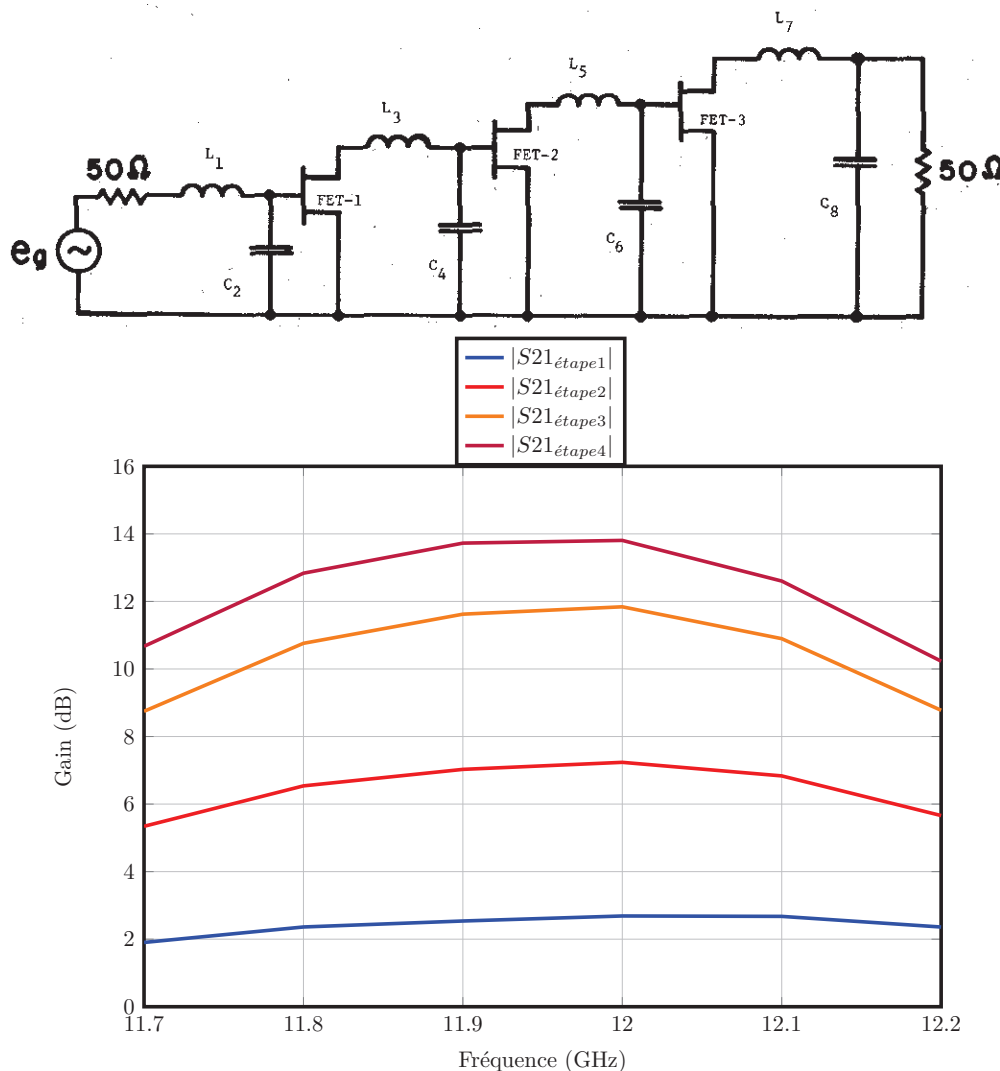 L7
L5
L3
FET-3
FET-2
L1
50Ω
50Ω
FET-1
C8
C6
eg
C4
C2
|S21étape1|
|S21étape2|
|S21étape3|
|S21étape4|
16
14
12
10
8
6
4
2
0
Gain (dB)
11.7 11.8 11.9 12 12.1 12.2
Fréquence (GHz)